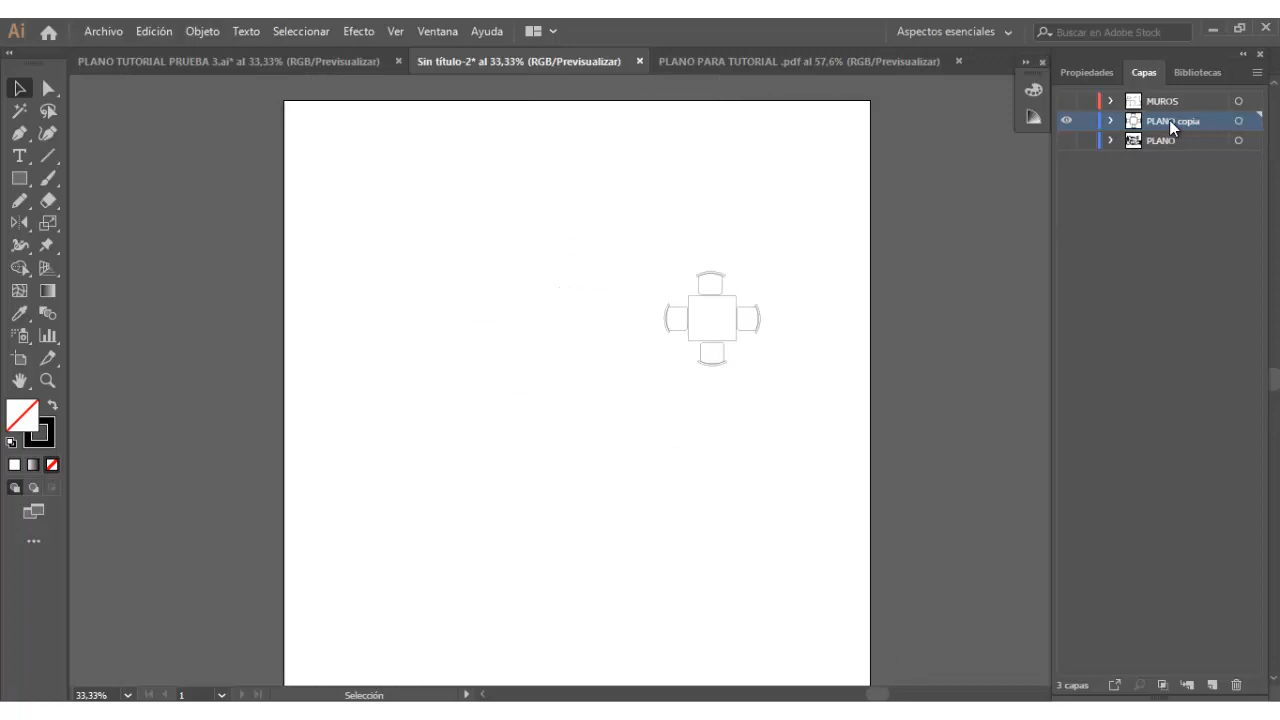 Ai Archivo Edición Objeto Texto Seleccionar Efecto Ver Ventana Ayuda Aspectos esenciales Buscar en Adobe Stock
PLANO TUTORIAL PRUEBA 3.ai* al 33,33% (RGB/Previsualizar) Sin título-2* al 33,33% (RGB/Previsualizar) PLANO PARA TUTORIAL .pdf al 57,6% (RGB/Previsualizar)
Propiedades Capas Bibliotecas
MUROS
PLANO copia
PLANO
33,33% 1 Selección 3 capas